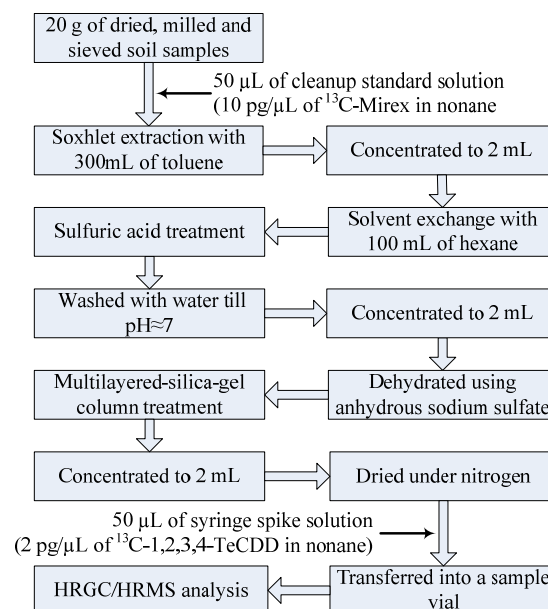 20 g of dried, milled and
sieved soil samples
50 µL of cleanup standard solution
(10 pg/µL of ¹³C-Mirex in nonane
Soxhlet extraction with
300mL of toluene
Concentrated to 2 mL
Solvent exchange with
100 mL of hexane
Sulfuric acid treatment
Washed with water till
pH≈7
Concentrated to 2 mL
Dehydrated using
anhydrous sodium sulfate
Multilayered-silica-gel
column treatment
Concentrated to 2 mL
Dried under nitrogen
50 µL of syringe spike solution
(2 pg/µL of ¹³C-1,2,3,4-TeCDD in nonane)
Transferred into a sample
vial
HRGC/HRMS analysis